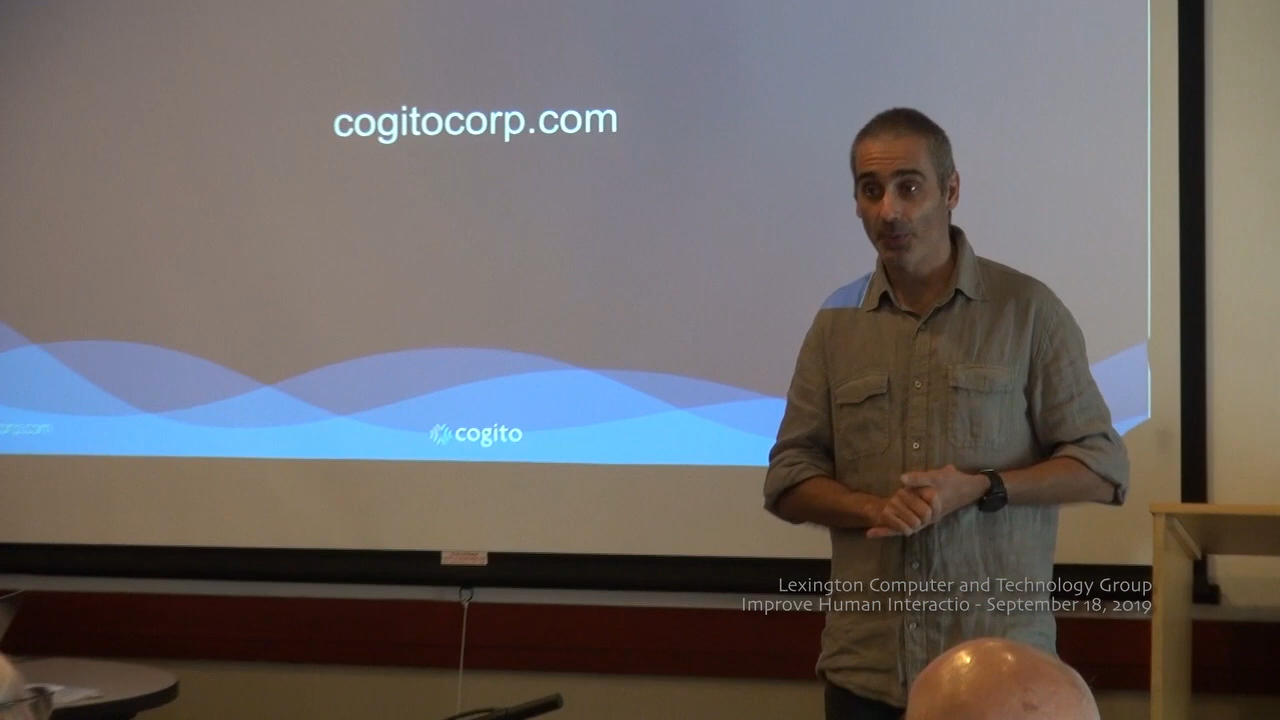 cogitocorp.com
cogito
Lexington Computer and Technology Group
Improve Human Interactio - September 18, 2019